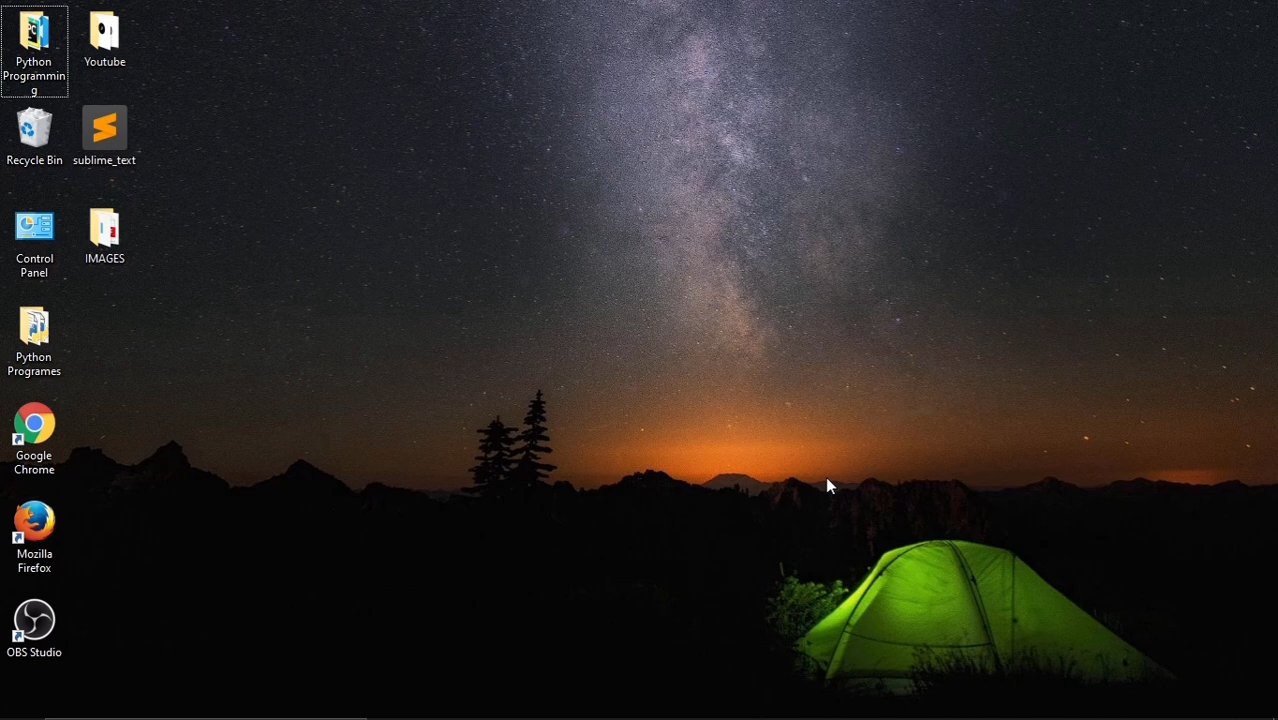 Python
Programmin
g
Youtube
Recycle Bin
sublime_text
Control
Panel
IMAGES
Python
Programes
Google
Chrome
Mozilla
Firefox
OBS Studio